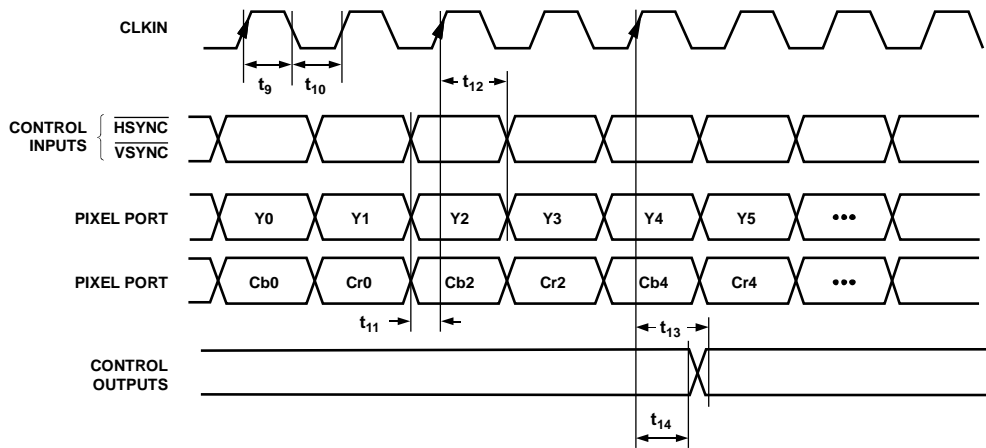 CLKIN
t9 t10
t12
CONTROL INPUTS { HSYNC
VSYNC
PIXEL PORT Y0 Y1 Y2 Y3 Y4 Y5 •••
PIXEL PORT Cb0 Cr0 Cb2 Cr2 Cb4 Cr4 •••
t11 t13
CONTROL
OUTPUTS
t14